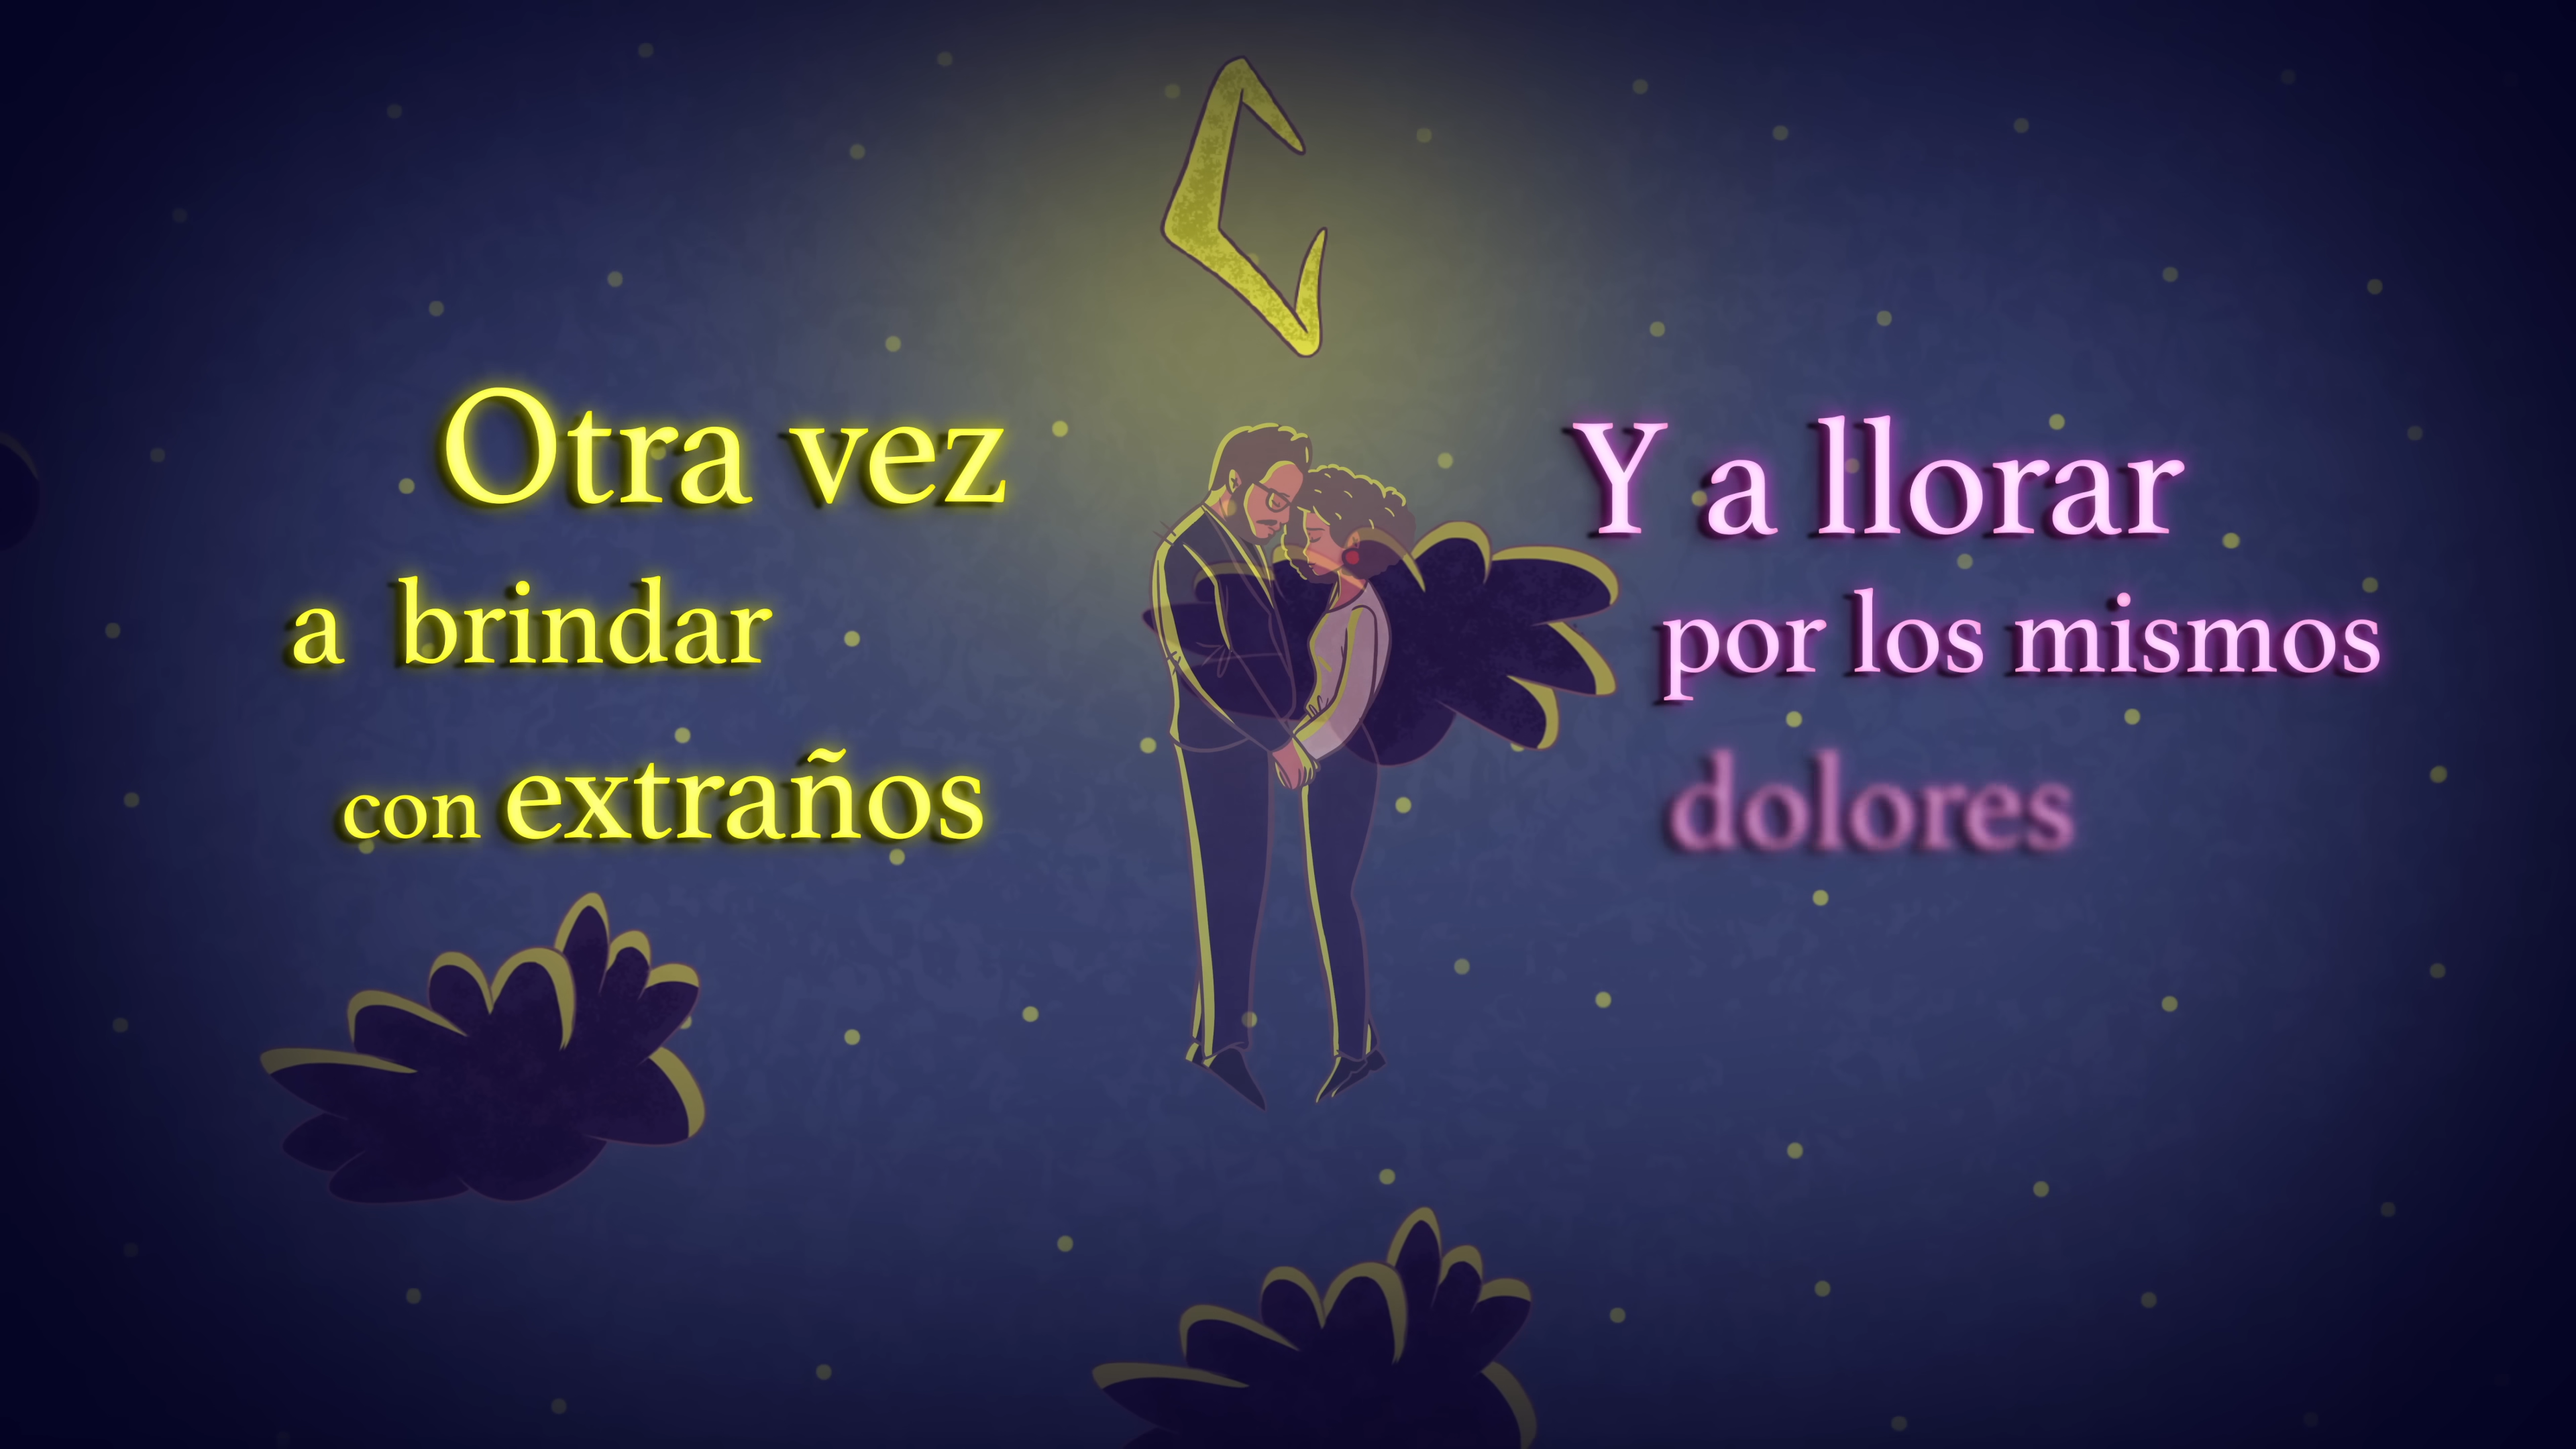 Otra vez
a brindar
con extraños
Y a llorar
por los mismos
dolores